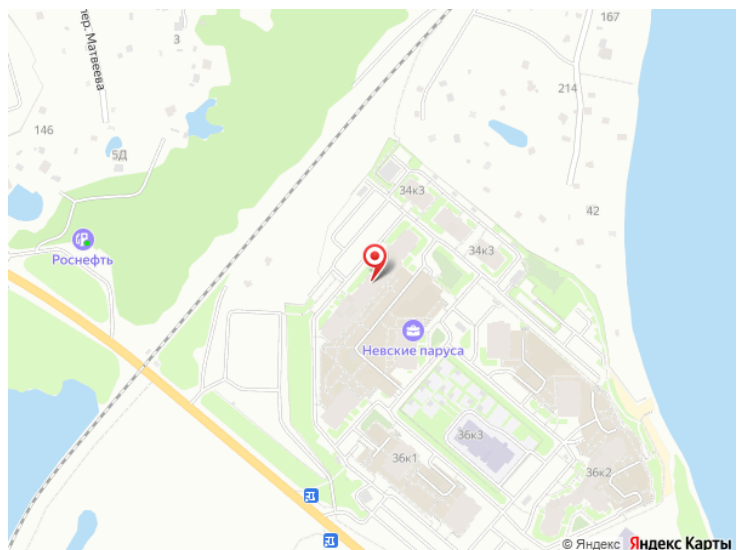 167
3
пер. Матвеева
214
146
5Д
34к3
42
Роснефть
34к3
Невские паруса
36к3
36к1
36к2
© Яндекс Яндекс Карты